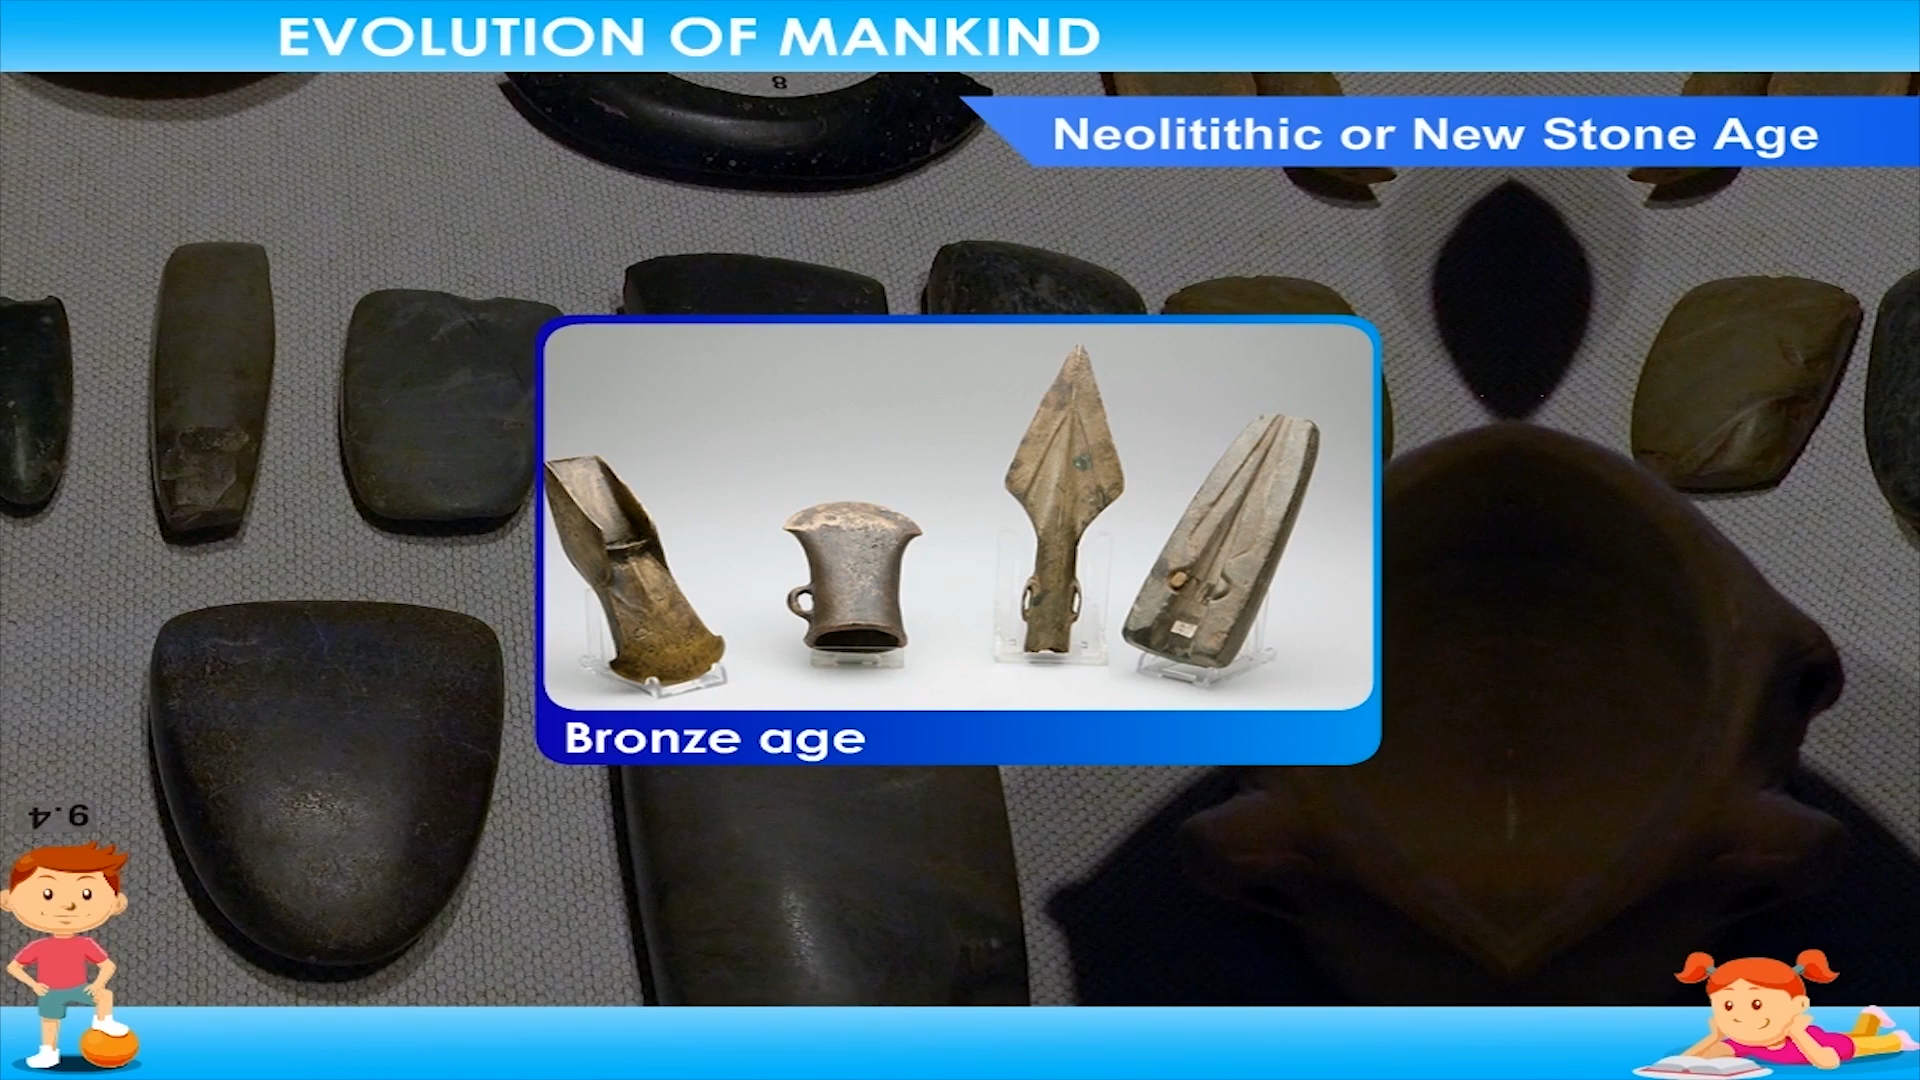 EVOLUTION OF MANKIND
8
Neolitithic or New Stone Age
Bronze age
9.4